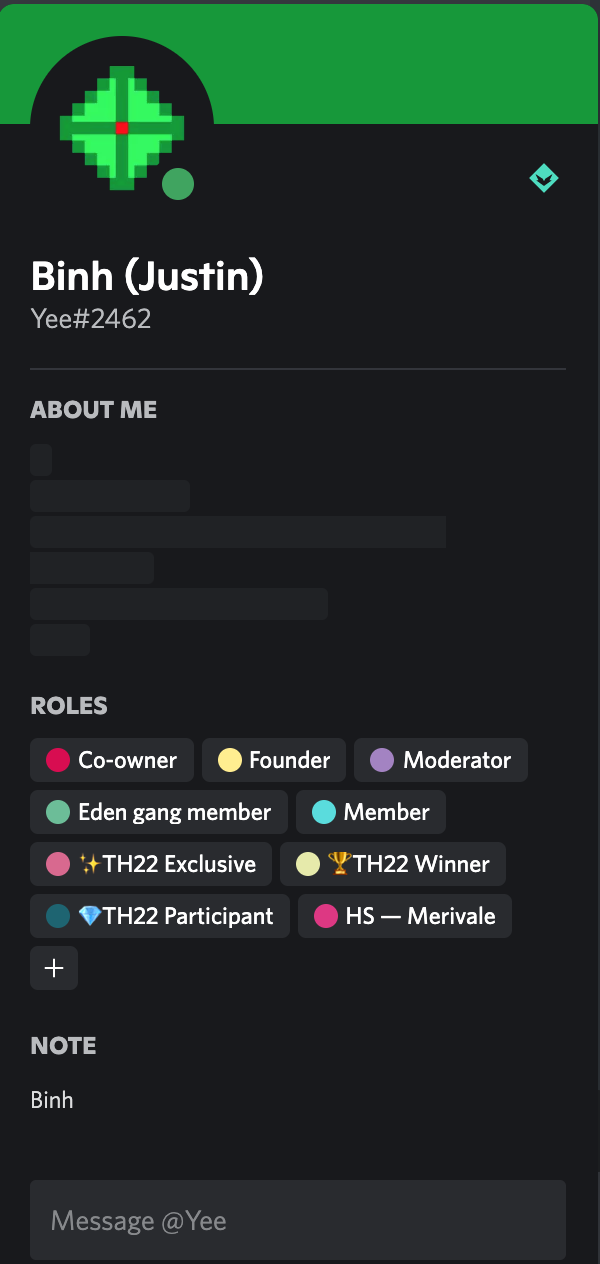 Binh (Justin)
Yee#2462
ABOUT ME
ROLES
Co-owner Founder Moderator
Eden gang member Member
✨TH22 Exclusive 🏆TH22 Winner
💎TH22 Participant HS — Merivale
+
NOTE
Binh
Message @Yee